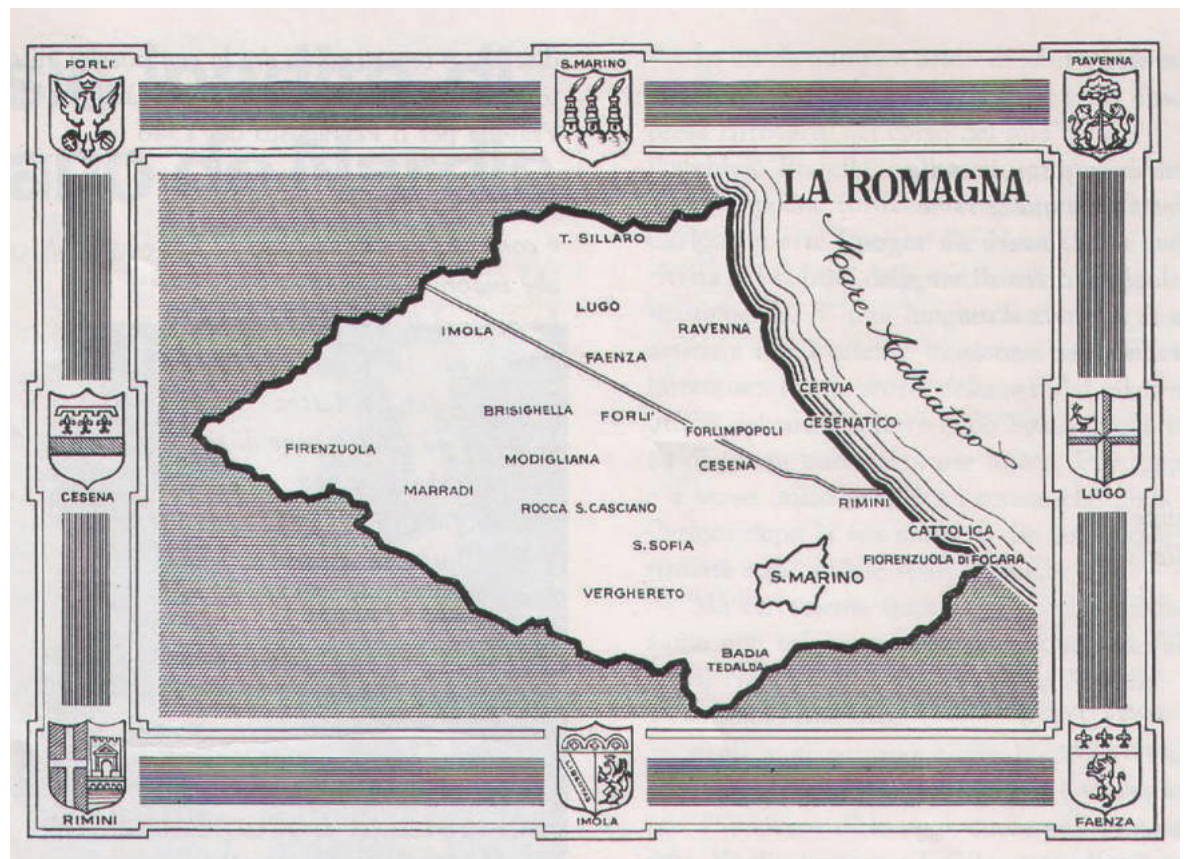 FORLI'
S. MARINO
RAVENNA
LA ROMAGNA
Mare Adriatico
T. SILLARO
LUGO
IMOLA
RAVENNA
FAENZA
CERVIA
BRISIGHELLA
FORLI'
CESENATICO
FORLIMPOPOLI
FIRENZUOLA
MODIGLIANA
CESENA
MARRADI
RIMINI
ROCCA S. CASCIANO
CATTOLICA
S. SOFIA
FIORENZUOLA DI FOCARA
S. MARINO
VERGHERETO
BADIA
TEDALDA
CESENA
LUGO
LIBERTAS
RIMINI
IMOLA
FAENZA